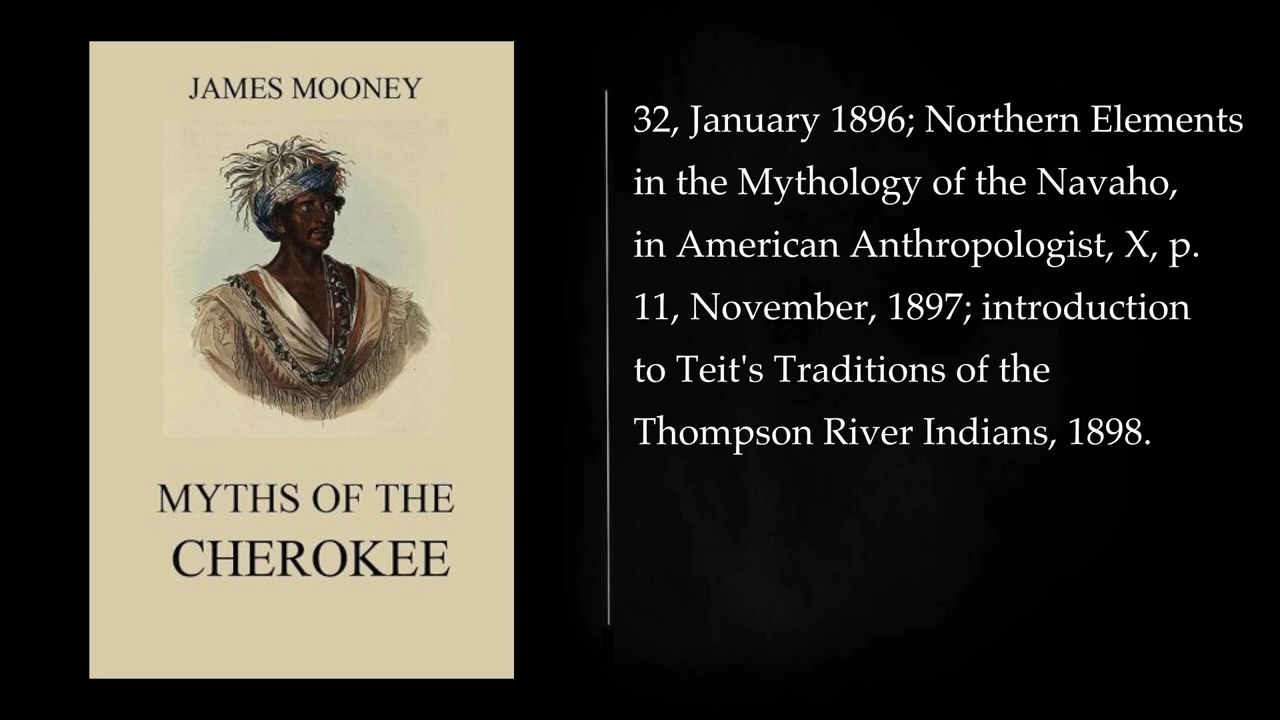 JAMES MOONEY
MYTHS OF THE
CHEROKEE
32, January 1896; Northern Elements
in the Mythology of the Navaho,
in American Anthropologist, X, p.
11, November, 1897; introduction
to Teit's Traditions of the
Thompson River Indians, 1898.